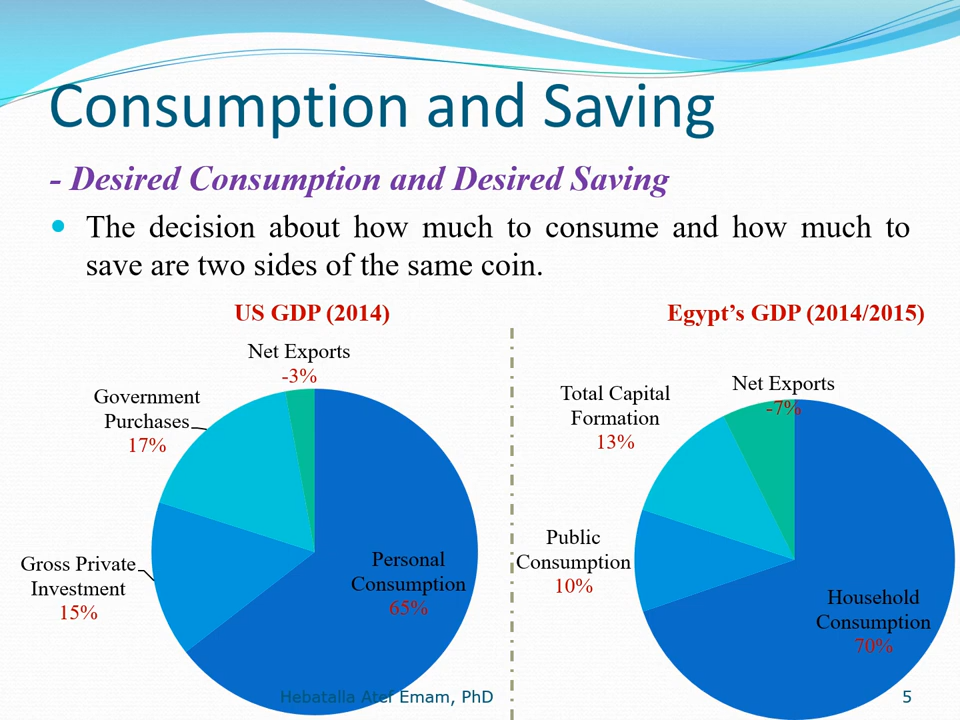 Consumption and Saving
- Desired Consumption and Desired Saving
The decision about how much to consume and how much to
save are two sides of the same coin.
US GDP (2014)
Net Exports
-3%
Government
Purchases
17%
Gross Private
Investment
15%
Personal
Consumption
65%
Egypt's GDP (2014/2015)
Net Exports
-7%
Total Capital
Formation
13%
Public
Consumption
10%
Household
Consumption
70%
Hebatalla Atef Emam, PhD
5